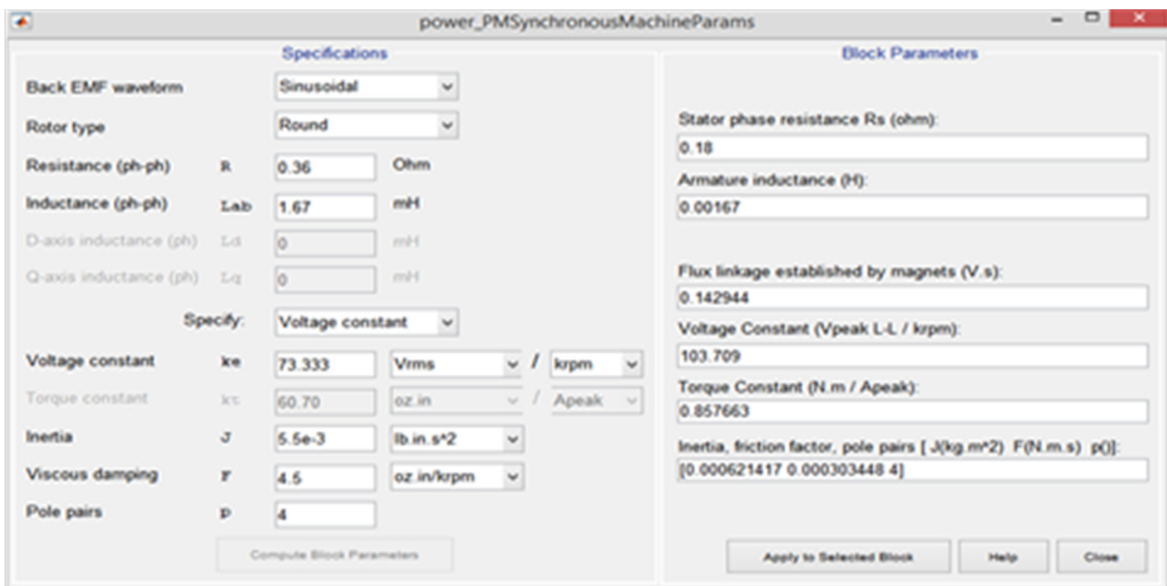 power_PMSynchronousMachineParams
Specifications
Back EMF waveform Sinusoidal
Rotor type Round
Resistance (ph-ph) R 0.36 Ohm
Inductance (ph-ph) Lab 1.67 mH
D-axis inductance (ph) Ld 0 mH
Q-axis inductance (ph) Lq 0 mH
Specify: Voltage constant
Voltage constant ke 73.333 Vrms / krpm
Torque constant kt 60.70 oz.in / Apeak
Inertia J 5.5e-3 lb.in.s^2
Viscous damping F 4.5 oz.in/krpm
Pole pairs p 4
Compute Block Parameters
Block Parameters
Stator phase resistance Rs (ohm):
0.18
Armature inductance (H):
0.00167
Flux linkage established by magnets (V.s):
0.142944
Voltage Constant (Vpeak L-L / krpm):
103.709
Torque Constant (N.m / Apeak):
0.857663
Inertia, friction factor, pole pairs [ J(kg.m^2) F(N.m.s) p()]:
[0.000621417 0.000303448 4]
Apply to Selected Block Help Close